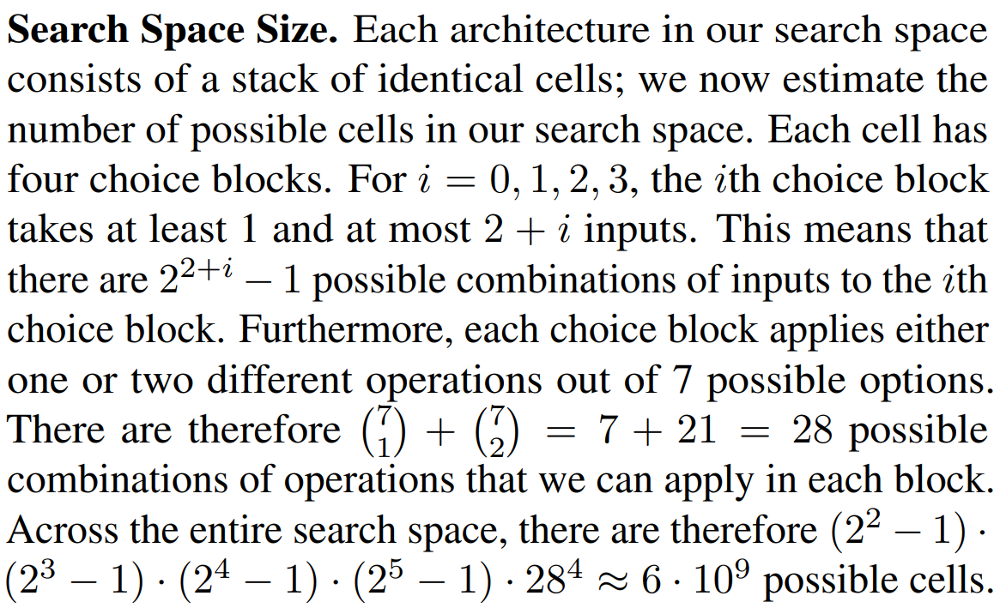 Search Space Size. Each architecture in our search space
consists of a stack of identical cells; we now estimate the
number of possible cells in our search space. Each cell has
four choice blocks. For $i = 0, 1, 2, 3$, the $i$th choice block
takes at least 1 and at most $2 + i$ inputs. This means that
there are $2^{2+i} - 1$ possible combinations of inputs to the $i$th
choice block. Furthermore, each choice block applies either
one or two different operations out of 7 possible options.
There are therefore $\binom{7}{1} + \binom{7}{2} = 7 + 21 = 28$ possible
combinations of operations that we can apply in each block.
Across the entire search space, there are therefore $(2^2 - 1) \cdot$
$(2^3 - 1) \cdot (2^4 - 1) \cdot (2^5 - 1) \cdot 28^4 \approx 6 \cdot 10^9$ possible cells.